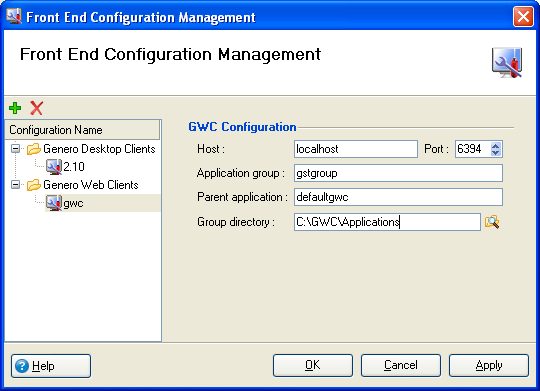 Front End Configuration Management
Front End Configuration Management
Configuration Name
Genero Desktop Clients
2.10
Genero Web Clients
gwc
GWC Configuration
Host : localhost Port : 6394
Application group : gstgroup
Parent application : defaultgwc
Group directory : C:\GWC\Applications
Help OK Cancel Apply